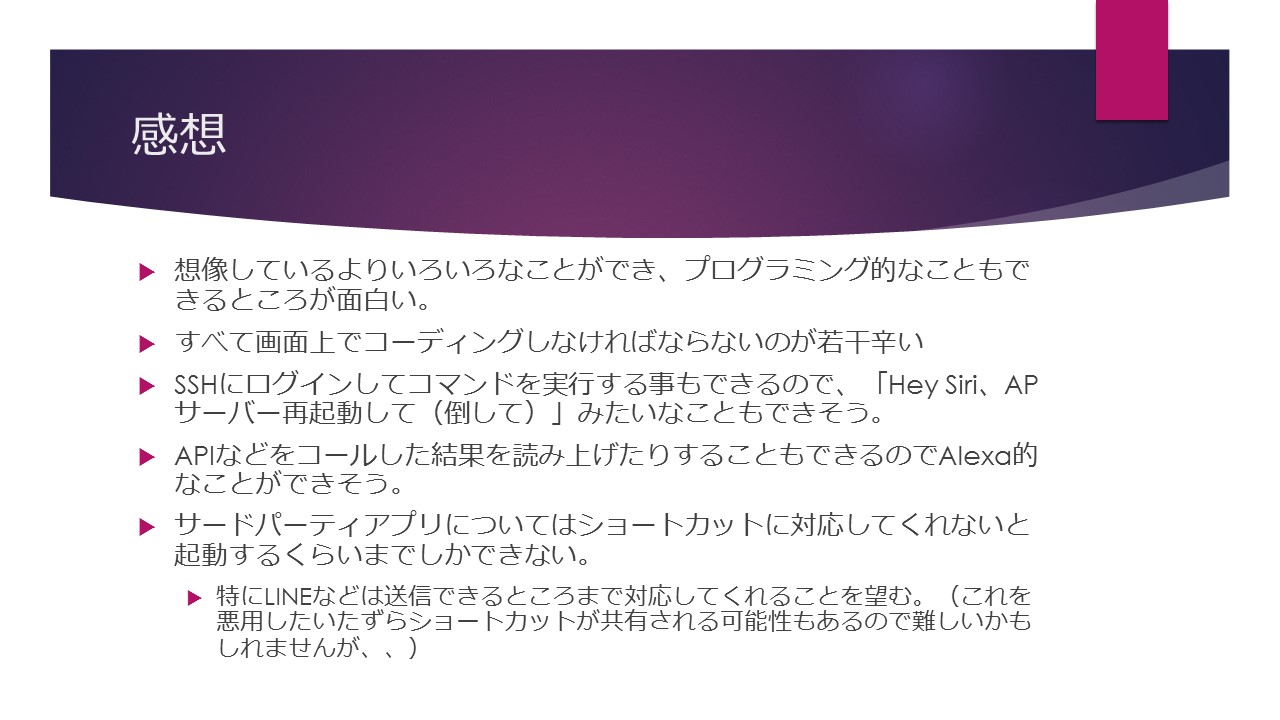 感想
想像しているよりいろいろなことができ、プログラミング的なこともで
きるところが面白い。
すべて画面上でコーディングしなければならないのが若干辛い
SSHにログインしてコマンドを実行する事もできるので、「Hey Siri、AP
サーバー再起動して（倒して）」みたいなこともできそう。
APIなどをコールした結果を読み上げたりすることもできるのでAlexa的
なことができそう。
サードパーティアプリについてはショートカットに対応してくれないと
起動するくらいまでしかできない。
特にLINEなどは送信できるところまで対応してくれることを望む。（これを
悪用したいたずらショートカットが共有される可能性もあるので難しいかも
しれませんが、、）